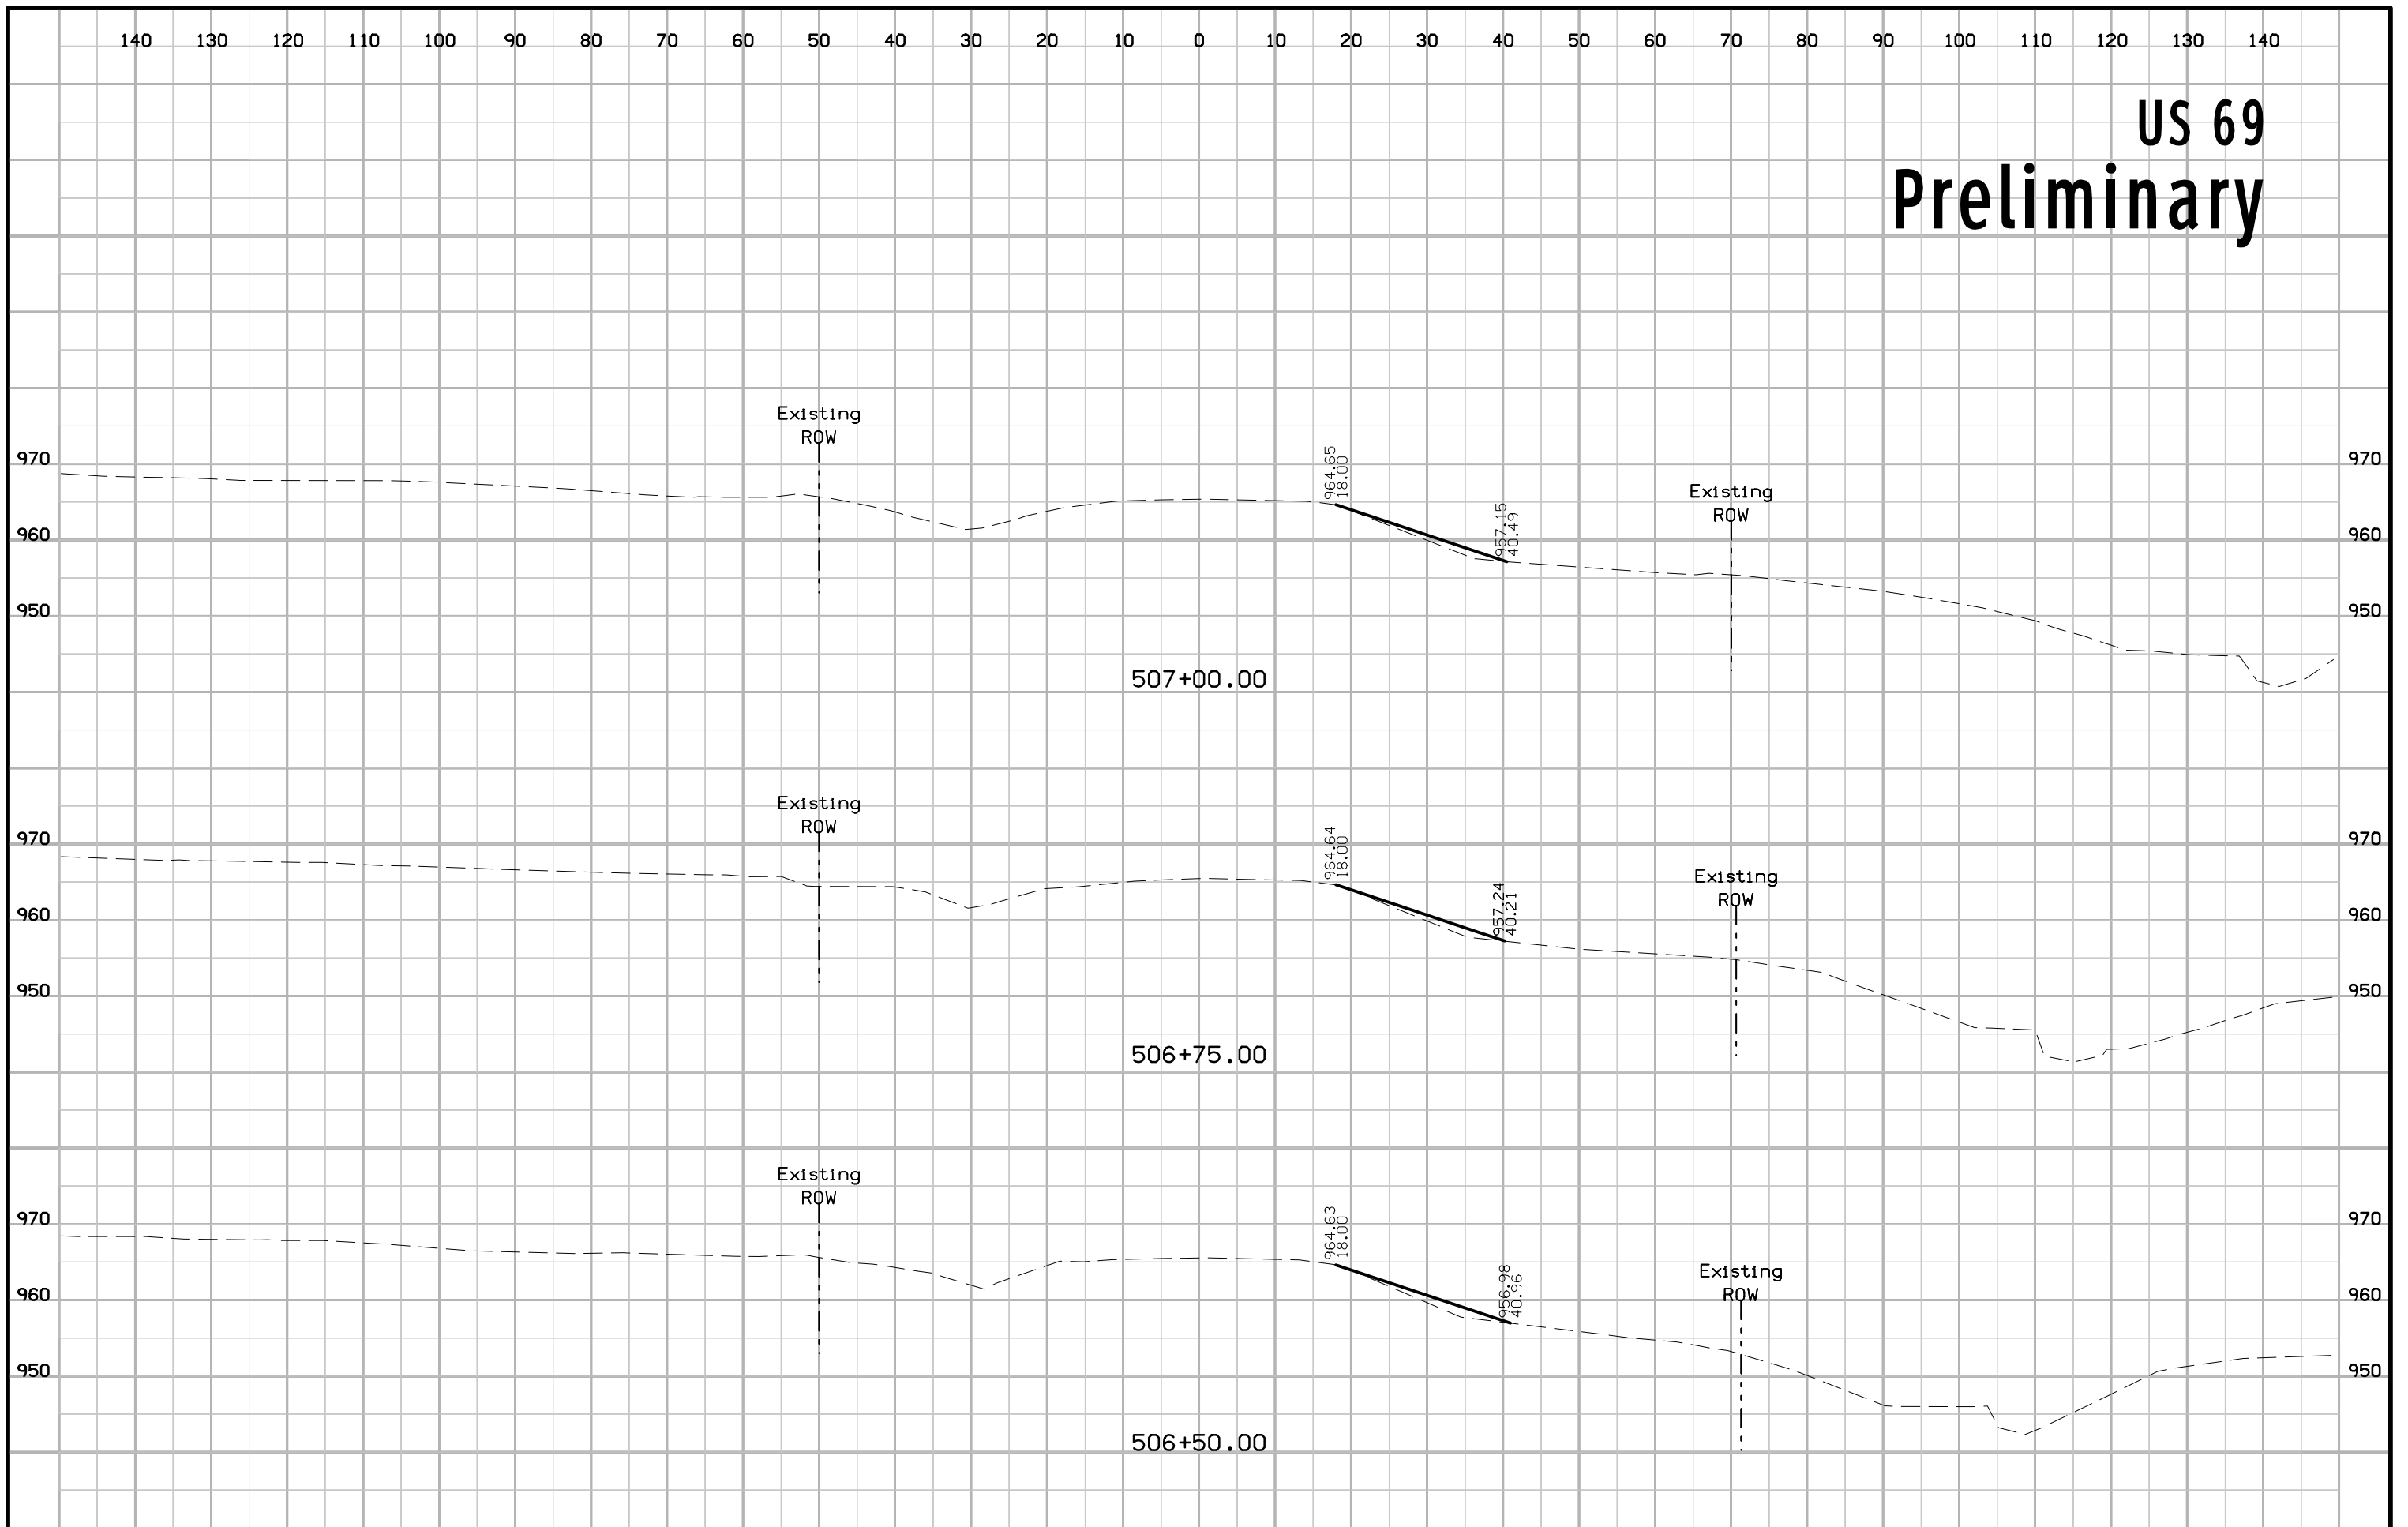 140 130 120 110 100 90 80 70 60 50 40 30 20 10 0 10 20 30 40 50 60 70 80 90 100 110 120 130 140
US 69
Preliminary
Existing
ROW
964.65
18.00
970 970
Existing
ROW
957.15
40.49
960 960
950 950
507+00.00
Existing
ROW
964.64
18.00
970 970
Existing
ROW
957.24
40.21
960 960
950 950
506+75.00
Existing
ROW
964.63
18.00
970 970
Existing
ROW
956.98
40.96
960 960
950 950
506+50.00